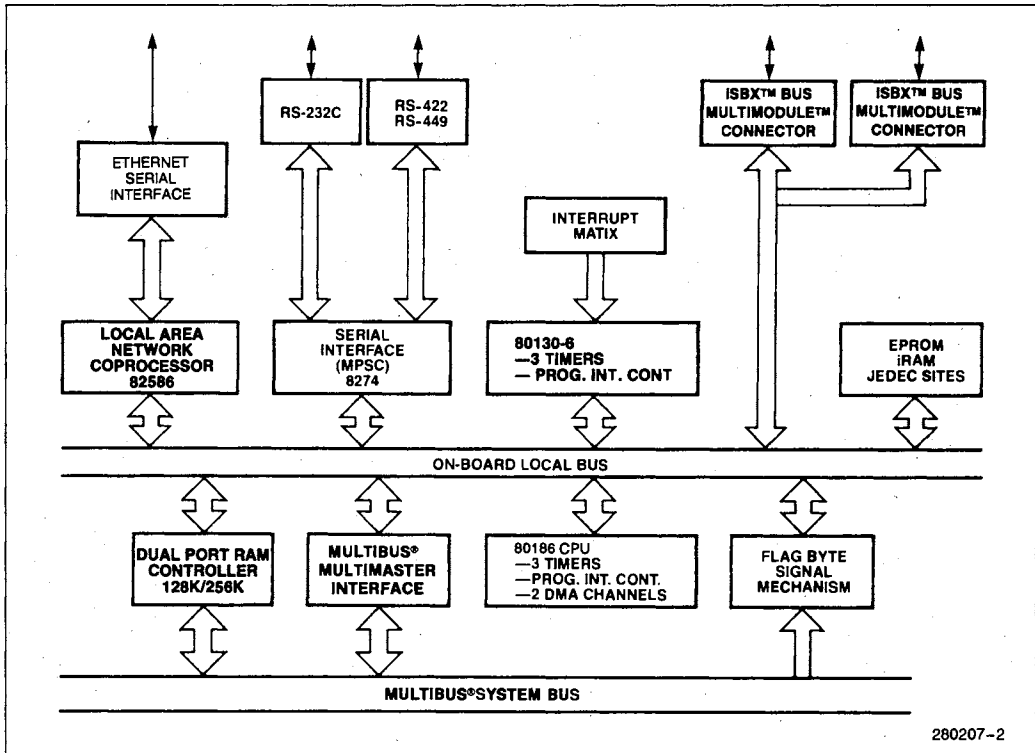 RS-232C
RS-422
RS-449
ISBX™ BUS
MULTIMODULE™
CONNECTOR
ISBX™ BUS
MULTIMODULE™
CONNECTOR
ETHERNET
SERIAL
INTERFACE
INTERRUPT
MATIX
LOCAL AREA
NETWORK
COPROCESSOR
82586
SERIAL
INTERFACE
(MPSC)
8274
80130-6
—3 TIMERS
— PROG. INT. CONT
EPROM
iRAM
JEDEC SITES
ON-BOARD LOCAL BUS
DUAL PORT RAM
CONTROLLER
128K/256K
MULTIBUS®
MULTIMASTER
INTERFACE
80186 CPU
—3 TIMERS
—PROG. INT. CONT.
—2 DMA CHANNELS
FLAG BYTE
SIGNAL
MECHANISM
MULTIBUS®SYSTEM BUS
280207-2